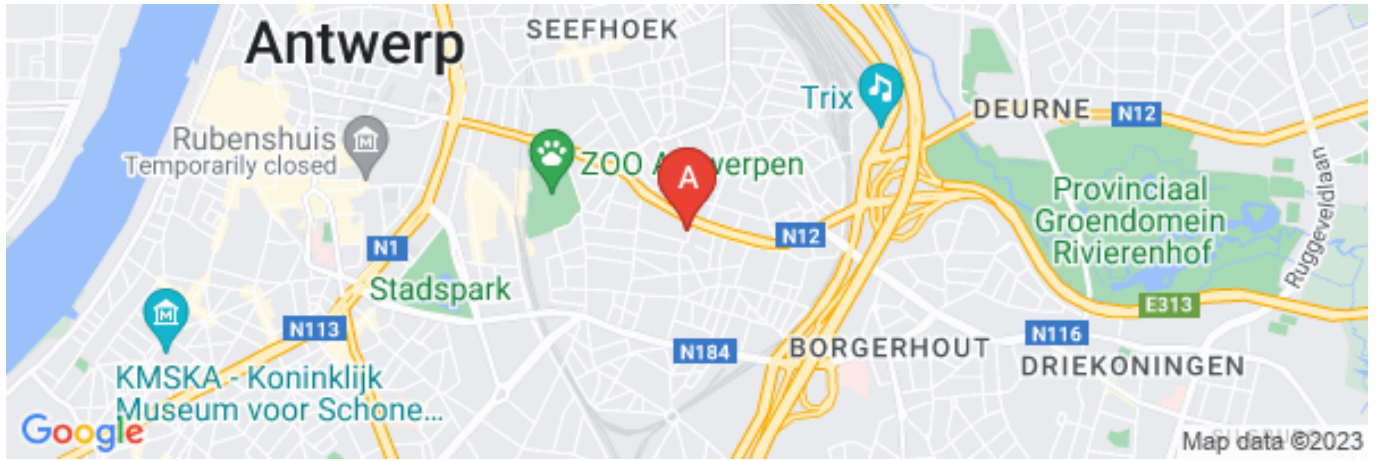 SEEFHOEK
Antwerp
Trix
DEURNE
N12
Rubenshuis
Temporarily closed
ZOO A
werpen
A
Provinciaal
Groendomein
Rivierenhof
Ruggeveldlaan
N1
N12
Stadspark
E313
N113
N184
BORGERHOUT
N116
DRIEKONINGEN
KMSKA - Koninklijk
Museum voor Schone...
Google
Map data ©2023